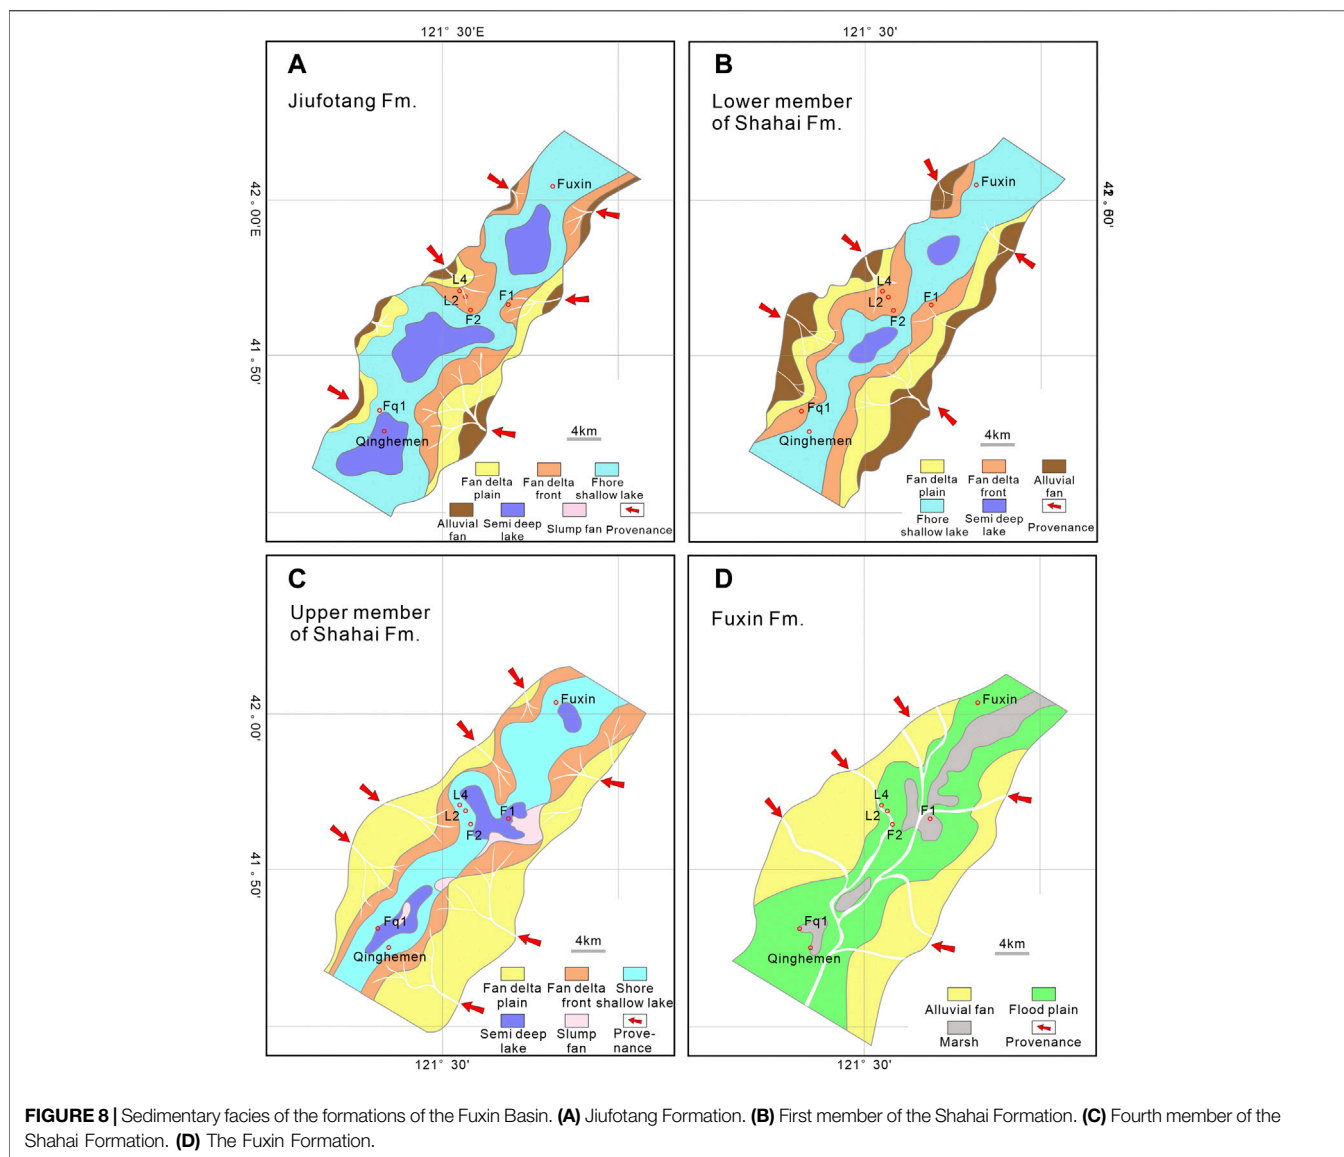 121° 30'E
121° 30'
A
Jiufotang Fm.
Fuxin
42° 00'E
L4
L2
F1
F2
41° 50'
Fq1
Qinghemen
4km
Fan delta plain
Fan delta front
Fhore shallow lake
Alluvial fan
Semi deep lake
Slump fan
Provenance
B
Lower member
of Shahai Fm.
Fuxin
L4
L2
F1
F2
Fq1
Qinghemen
4km
Fan delta plain
Fan delta front
Alluvial fan
Fhore shallow lake
Semi deep lake
Provenance
C
Upper member
of Shahai Fm.
Fuxin
42° 00'
L4
L2
F1
F2
41° 50'
Fq1
Qinghemen
4km
Fan delta plain
Fan delta front
Shore shallow lake
Semi deep lake
Slump fan
Prove-
nance
D
Fuxin Fm.
Fuxin
L4
L2
F1
F2
Fq1
Qinghemen
4km
Alluvial fan
Flood plain
Marsh
Provenance
121° 30'
121° 30'
FIGURE 8 | Sedimentary facies of the formations of the Fuxin Basin. (A) Jiufotang Formation. (B) First member of the Shahai Formation. (C) Fourth member of the
Shahai Formation. (D) The Fuxin Formation.